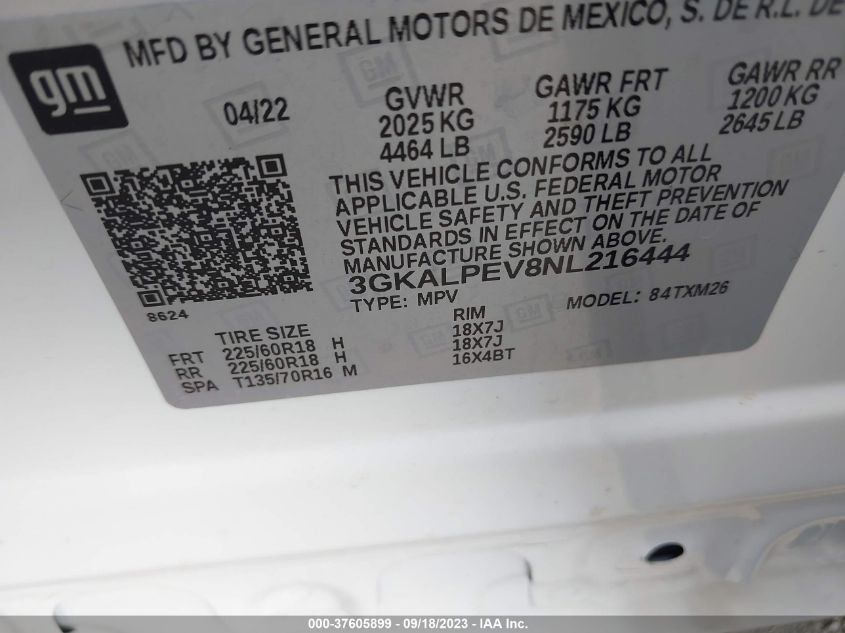 MFD BY GENERAL MOTORS DE MEXICO, S. DE R.L. DE
gm
04/22
GVWR
2025 KG
4464 LB
GAWR FRT
1175 KG
2590 LB
GAWR RR
1200 KG
2645 LB
THIS VEHICLE CONFORMS TO ALL
APPLICABLE U.S. FEDERAL MOTOR
VEHICLE SAFETY AND THEFT PREVENTION
STANDARDS IN EFFECT ON THE DATE OF
MANUFACTURE SHOWN ABOVE.
3GKALPEV8NL216444
TYPE: MPV MODEL: 84TXM26
8624
TIRE SIZE RIM
FRT 225/60R18 H 18X7J
RR 225/60R18 H 18X7J
SPA T135/70R16 M 16X4BT
000-37605899 - 09/18/2023 - IAA Inc.